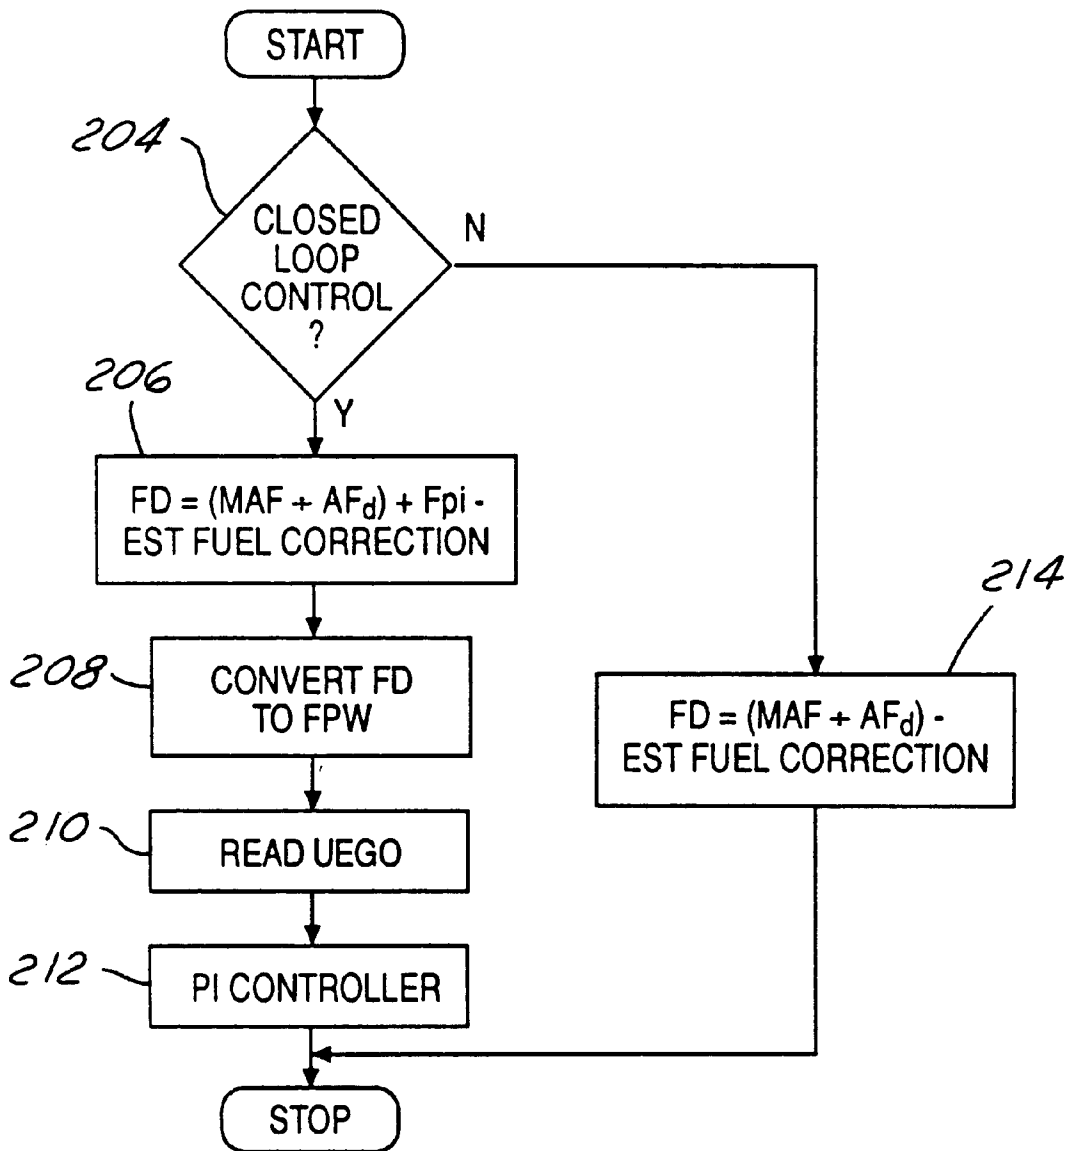 START
204
CLOSED
LOOP
CONTROL
?
N
Y
206
FD = (MAF + AFd) + Fpi -
EST FUEL CORRECTION
208
CONVERT FD
TO FPW
210
READ UEGO
212
PI CONTROLLER
214
FD = (MAF + AFd) -
EST FUEL CORRECTION
STOP